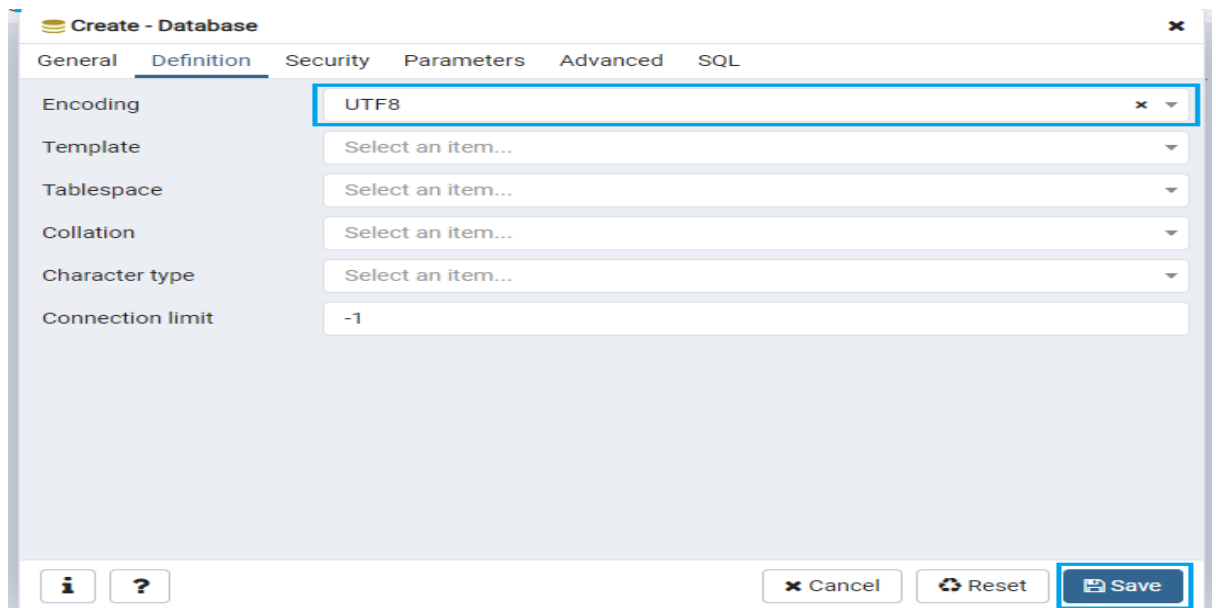 Create - Database
General Definition Security Parameters Advanced SQL
Encoding UTF8
Template Select an item...
Tablespace Select an item...
Collation Select an item...
Character type Select an item...
Connection limit -1
i ? Cancel Reset Save